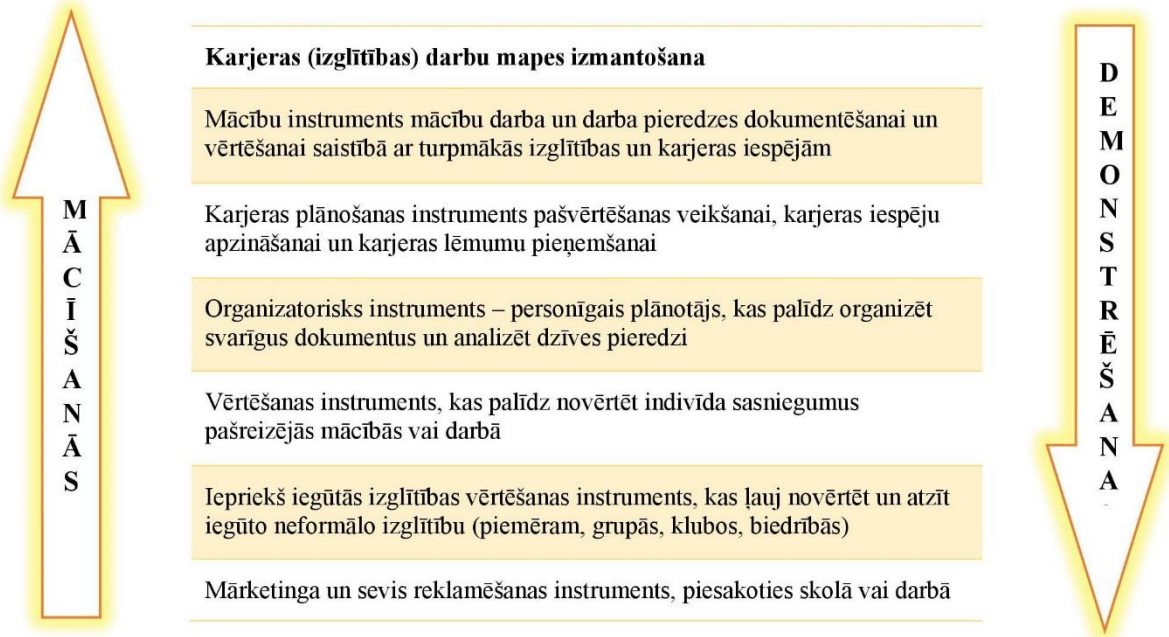 Karjeras (izglītības) darbu mapes izmantošana
Mācību instruments mācību darba un darba pieredzes dokumentēšanai un
vērtēšanai saistībā ar turpmākās izglītības un karjeras iespējām
Karjeras plānošanas instruments pašvērtēšanas veikšanai, karjeras iespēju
apzināšanai un karjeras lēmumu pieņemšanai
Organizatorisks instruments – personīgais plānotājs, kas palīdz organizēt
svarīgus dokumentus un analizēt dzīves pieredzi
Vērtēšanas instruments, kas palīdz novērtēt indivīda sasniegumus
pašreizējās mācībās vai darbā
Iepriekš iegūtās izglītības vērtēšanas instruments, kas ļauj novērtēt un atzīt
iegūto neformālo izglītību (piemēram, grupās, klubos, biedrībās)
Mārketinga un sevis reklamēšanas instruments, piesakoties skolā vai darbā
MĀCĪŠANĀS
DEMONSTRĒŠANA